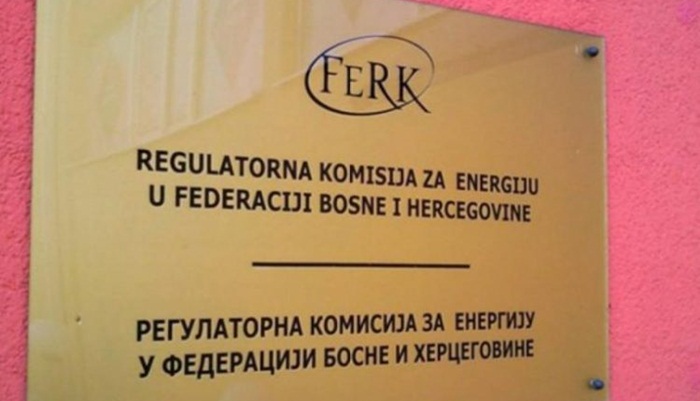 FERK
REGULATORNA KOMISIJA ZA ENERGIJU
U FEDERACIJI BOSNE I HERCEGOVINE
РЕГУЛАТОРНА КОМИСИЈА ЗА ЕНЕРГИЈУ
У ФЕДЕРАЦИЈИ БОСНЕ И ХЕРЦЕГОВИНЕ